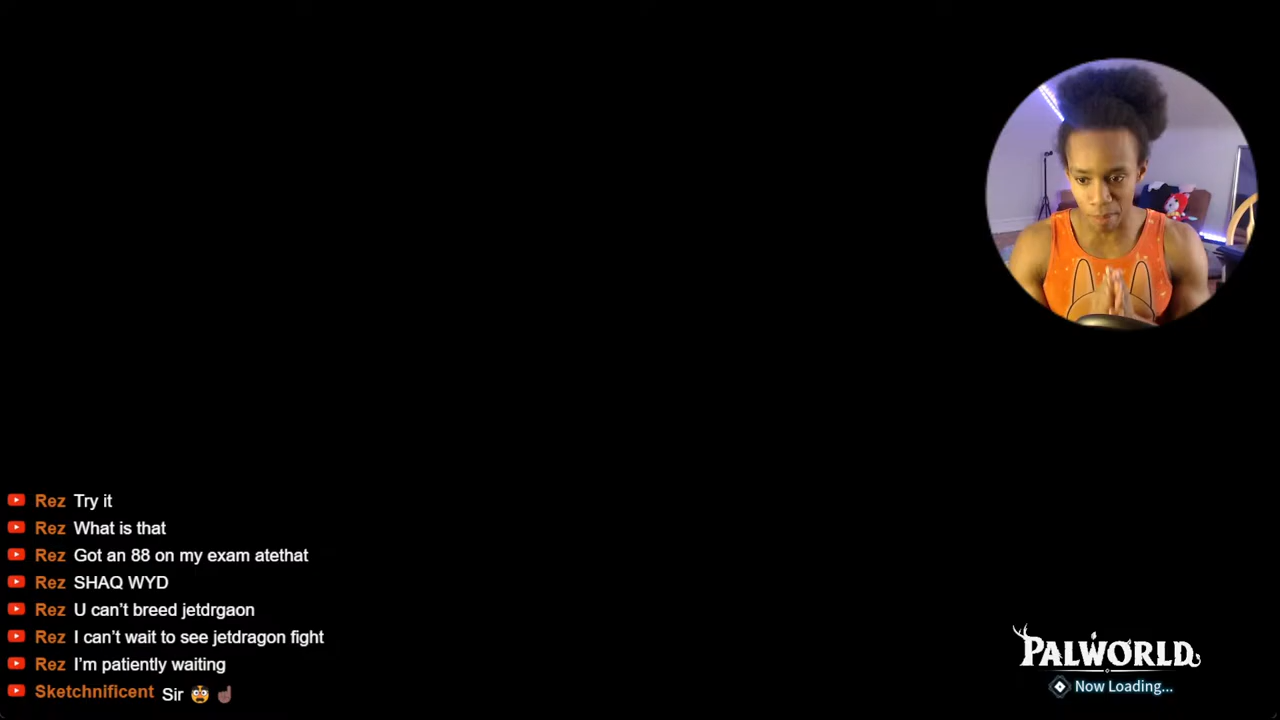 Rez Try it
Rez What is that
Rez Got an 88 on my exam atethat
Rez SHAQ WYD
Rez U can't breed jetdrgaon
Rez I can't wait to see jetdragon fight
Rez I'm patiently waiting
Sketchnificent Sir 😨☝🏽
PALWORLD
Now Loading...